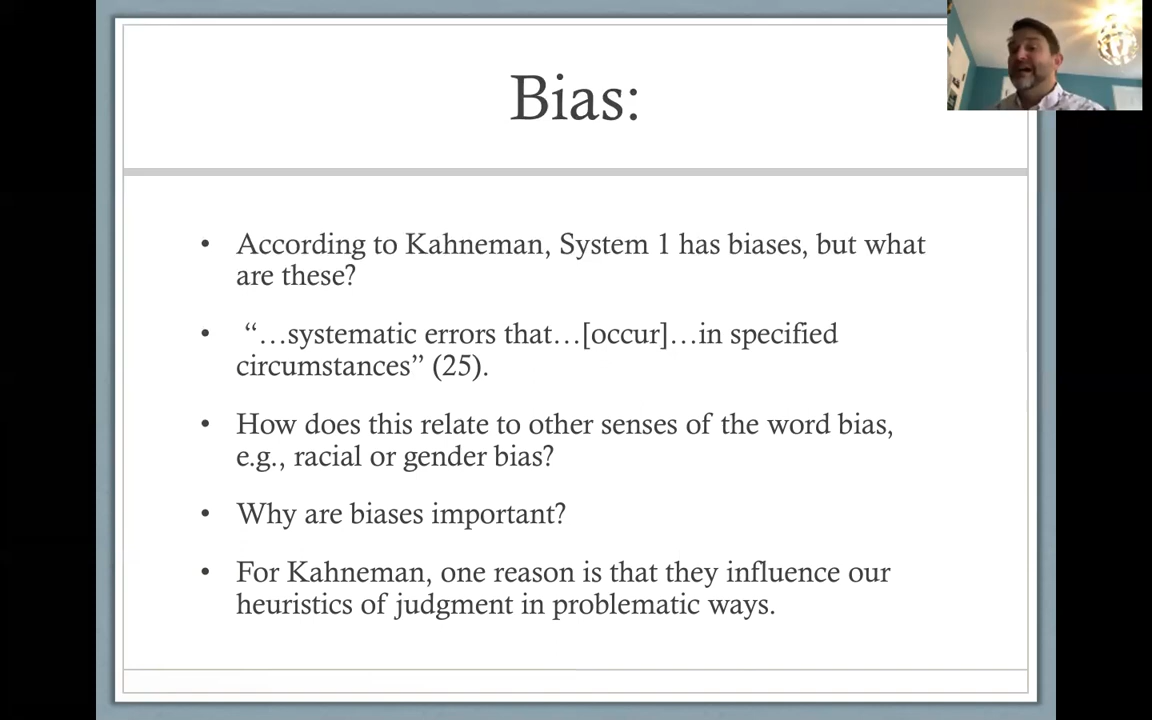 Bias:
• According to Kahneman, System 1 has biases, but what
are these?
• “…systematic errors that…[occur]…in specified
circumstances” (25).
• How does this relate to other senses of the word bias,
e.g., racial or gender bias?
• Why are biases important?
• For Kahneman, one reason is that they influence our
heuristics of judgment in problematic ways.